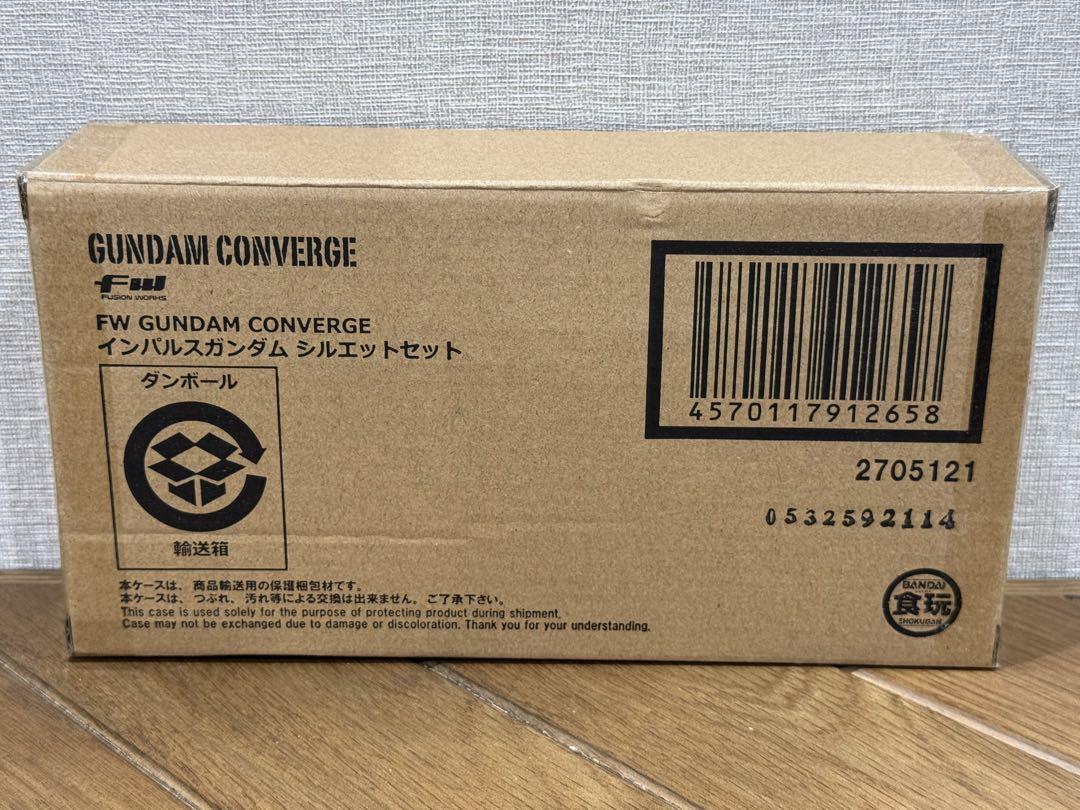 GUNDAM CONVERGE
FW
FUSION WORKS
FW GUNDAM CONVERGE
インパルスガンダム シルエットセット
ダンボール
輸送箱
4570117912658
2705121
0532592114
本ケースは、商品輸送用の保護梱包材です。
本ケースは、つぶれ、汚れ等による交換は出来ません。ご了承下さい。
This case is used solely for the purpose of protecting product during shipment.
Case may not be exchanged due to damage or discoloration. Thank you for your understanding.
BANDAI
食玩
SHOKUGAN